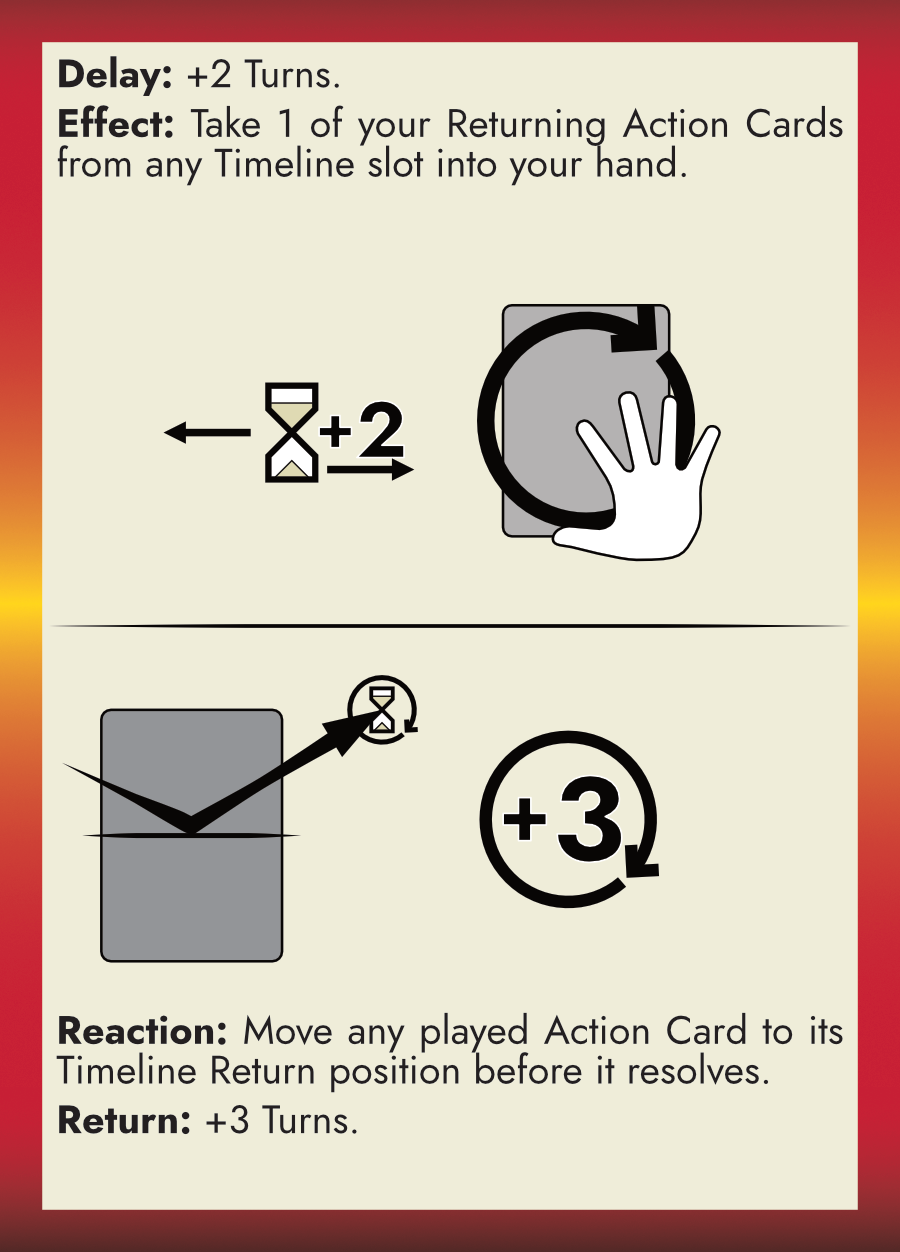 Delay: +2 Turns.
Effect: Take 1 of your Returning Action Cards
from any Timeline slot into your hand.
+2
+3
Reaction: Move any played Action Card to its
Timeline Return position before it resolves.
Return: +3 Turns.